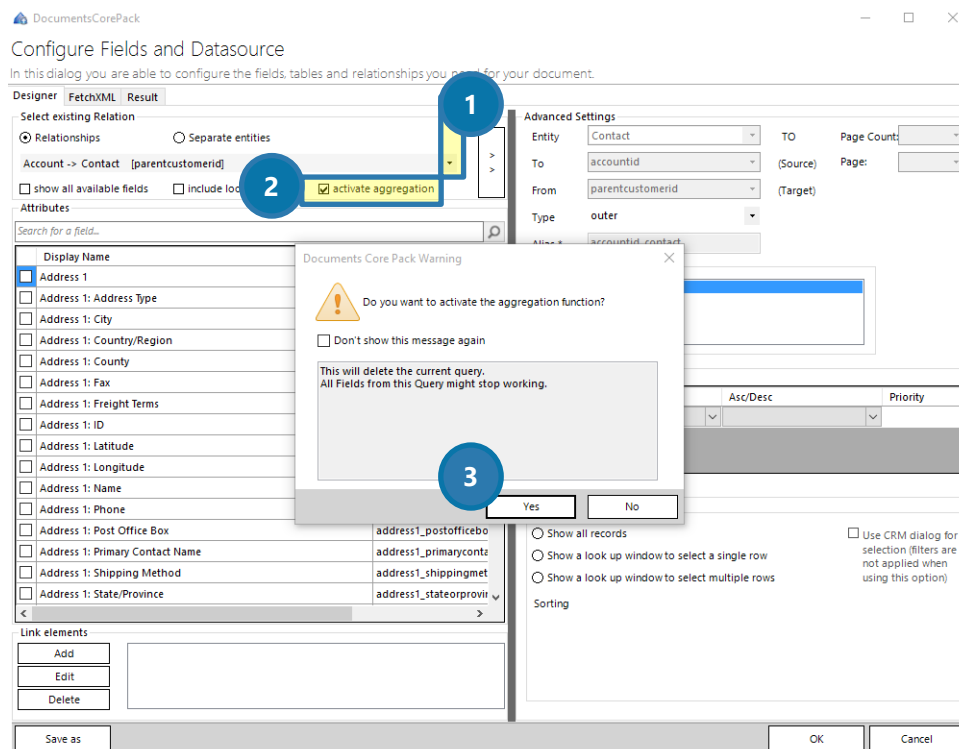 DocumentsCorePack
Configure Fields and Datasource
In this dialog you are able to configure the fields, tables and relationships you need for your document.
Designer FetchXML Result
1
Select existing Relation
Relationships Separate entities
Account -> Contact [parentcustomerid]
>
>
show all available fields include loo
2
activate aggregation
Attributes
Search for a field...
Display Name
Address 1
Address 1: Address Type
Address 1: City
Address 1: Country/Region
Address 1: County
Address 1: Fax
Address 1: Freight Terms
Address 1: ID
Address 1: Latitude
Address 1: Longitude
Address 1: Name
Address 1: Phone
Address 1: Post Office Box address1_postofficebo
Address 1: Primary Contact Name address1_primaryconta
Address 1: Shipping Method address1_shippingmet
Address 1: State/Province address1_stateorprovin
Link elements
Add
Edit
Delete
Save as
Advanced Settings
Entity Contact TO Page Count:
To accountid (Source) Page:
From parentcustomerid (Target)
Type outer
Alias * accountid_contact
Documents Core Pack Warning
Do you want to activate the aggregation function?
Don't show this message again
This will delete the current query.
All Fields from this Query might stop working.
3
Yes No
Asc/Desc Priority
Show all records
Show a look up window to select a single row
Show a look up window to select multiple rows
Use CRM dialog for
selection (filters are
not applied when
using this option)
Sorting
OK Cancel